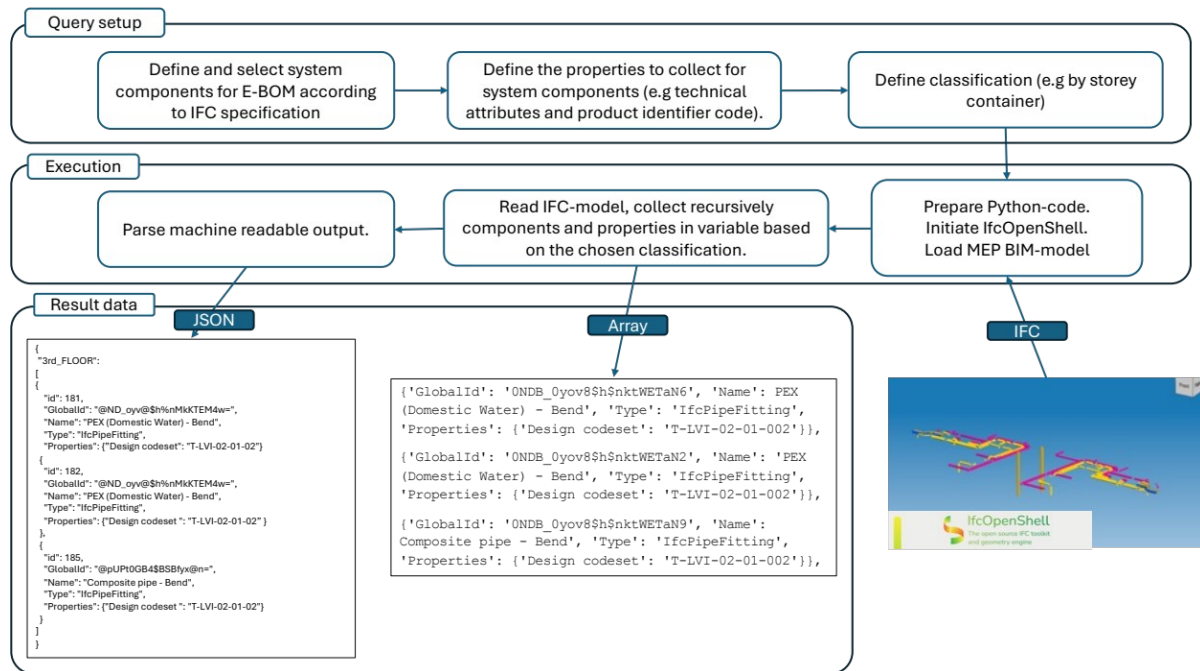 Query setup
Define and select system
components for E-BOM according
to IFC specification
Define the properties to collect for
system components (e.g technical
attributes and product identifier code).
Define classification (e.g by storey
container)
Execution
Parse machine readable output.
Read IFC-model, collect recursively
components and properties in variable based
on the chosen classification.
Prepare Python-code.
Initiate IfcOpenShell.
Load MEP BIM-model
Result data
JSON
Array
IFC
{
"3rd_FLOOR":
[
{
"id": 181,
"GlobalId": "@ND_oyv@$h%nMkKTEM4w=",
"Name": "PEX (Domestic Water) - Bend",
"Type": "IfcPipeFitting",
"Properties": {"Design codeset": "T-LVI-02-01-02"}
{
"id": 182,
"GlobalId": "@ND_oyv@$h%nMkKTEM4w=",
"Name": "PEX (Domestic Water) - Bend",
"Type": "IfcPipeFitting",
"Properties": {"Design codeset ": "T-LVI-02-01-02" }
},
{
"id": 185,
"GlobalId": "@pUPt0GB4$BSBfyx@n=",
"Name": "Composite pipe - Bend",
"Type": "IfcPipeFitting",
"Properties": {"Design codeset ": "T-LVI-02-01-02"}
}
]
}
{'GlobalId': '0NDB_0yov8$h$nktWETaN6', 'Name': PEX
(Domestic Water) - Bend', 'Type': 'IfcPipeFitting',
'Properties': {'Design codeset': 'T-LVI-02-01-002'}},
{'GlobalId': '0NDB_0yov8$h$nktWETaN2', 'Name': 'PEX
(Domestic Water) - Bend', 'Type': 'IfcPipeFitting',
'Properties': {'Design codeset': 'T-LVI-02-01-002'}},
{'GlobalId': '0NDB_0yov8$h$nktWETaN9', 'Name':
Composite pipe - Bend', 'Type': 'IfcPipeFitting',
'Properties': {'Design codeset': 'T-LVI-02-01-002'}},
IfcOpenShell
The open source IFC toolkit
and geometry engine